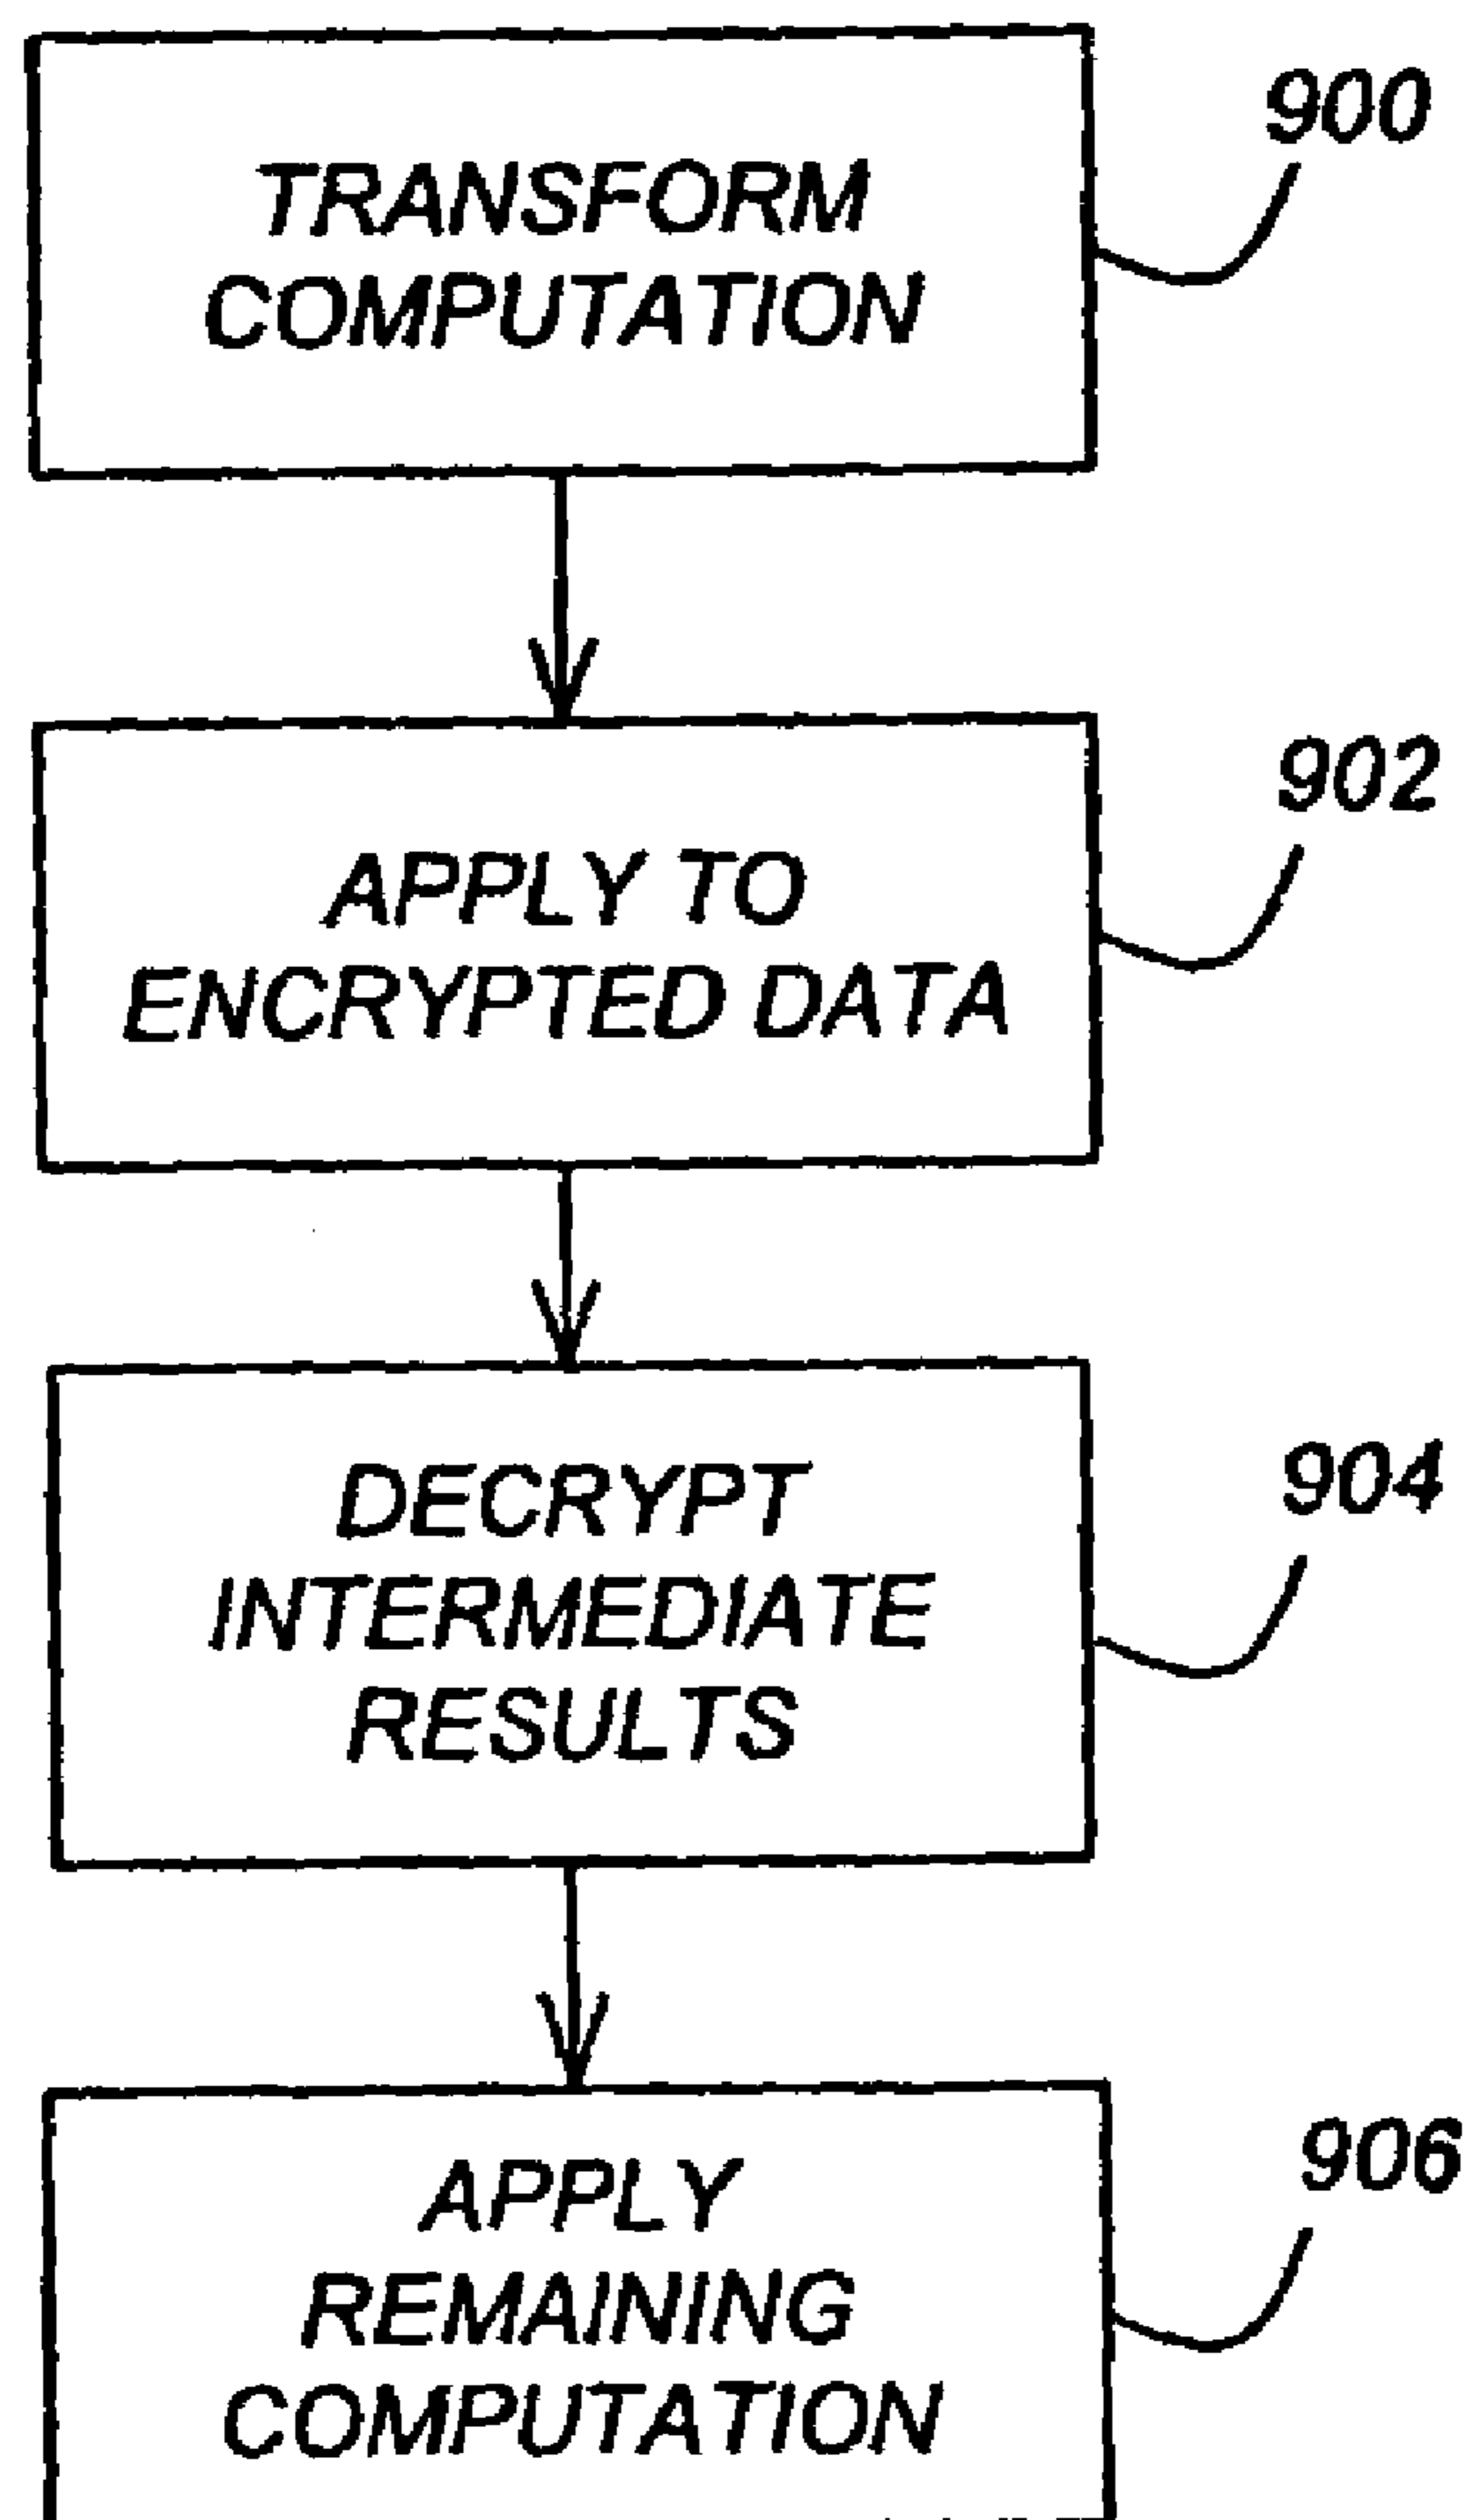 TRANSFORM
COMPUTATION
900
APPLY TO
ENCRYPTED DATA
902
DECRYPT
INTERMEDIATE
RESULTS
904
APPLY
REMAINING
COMPUTATION
906